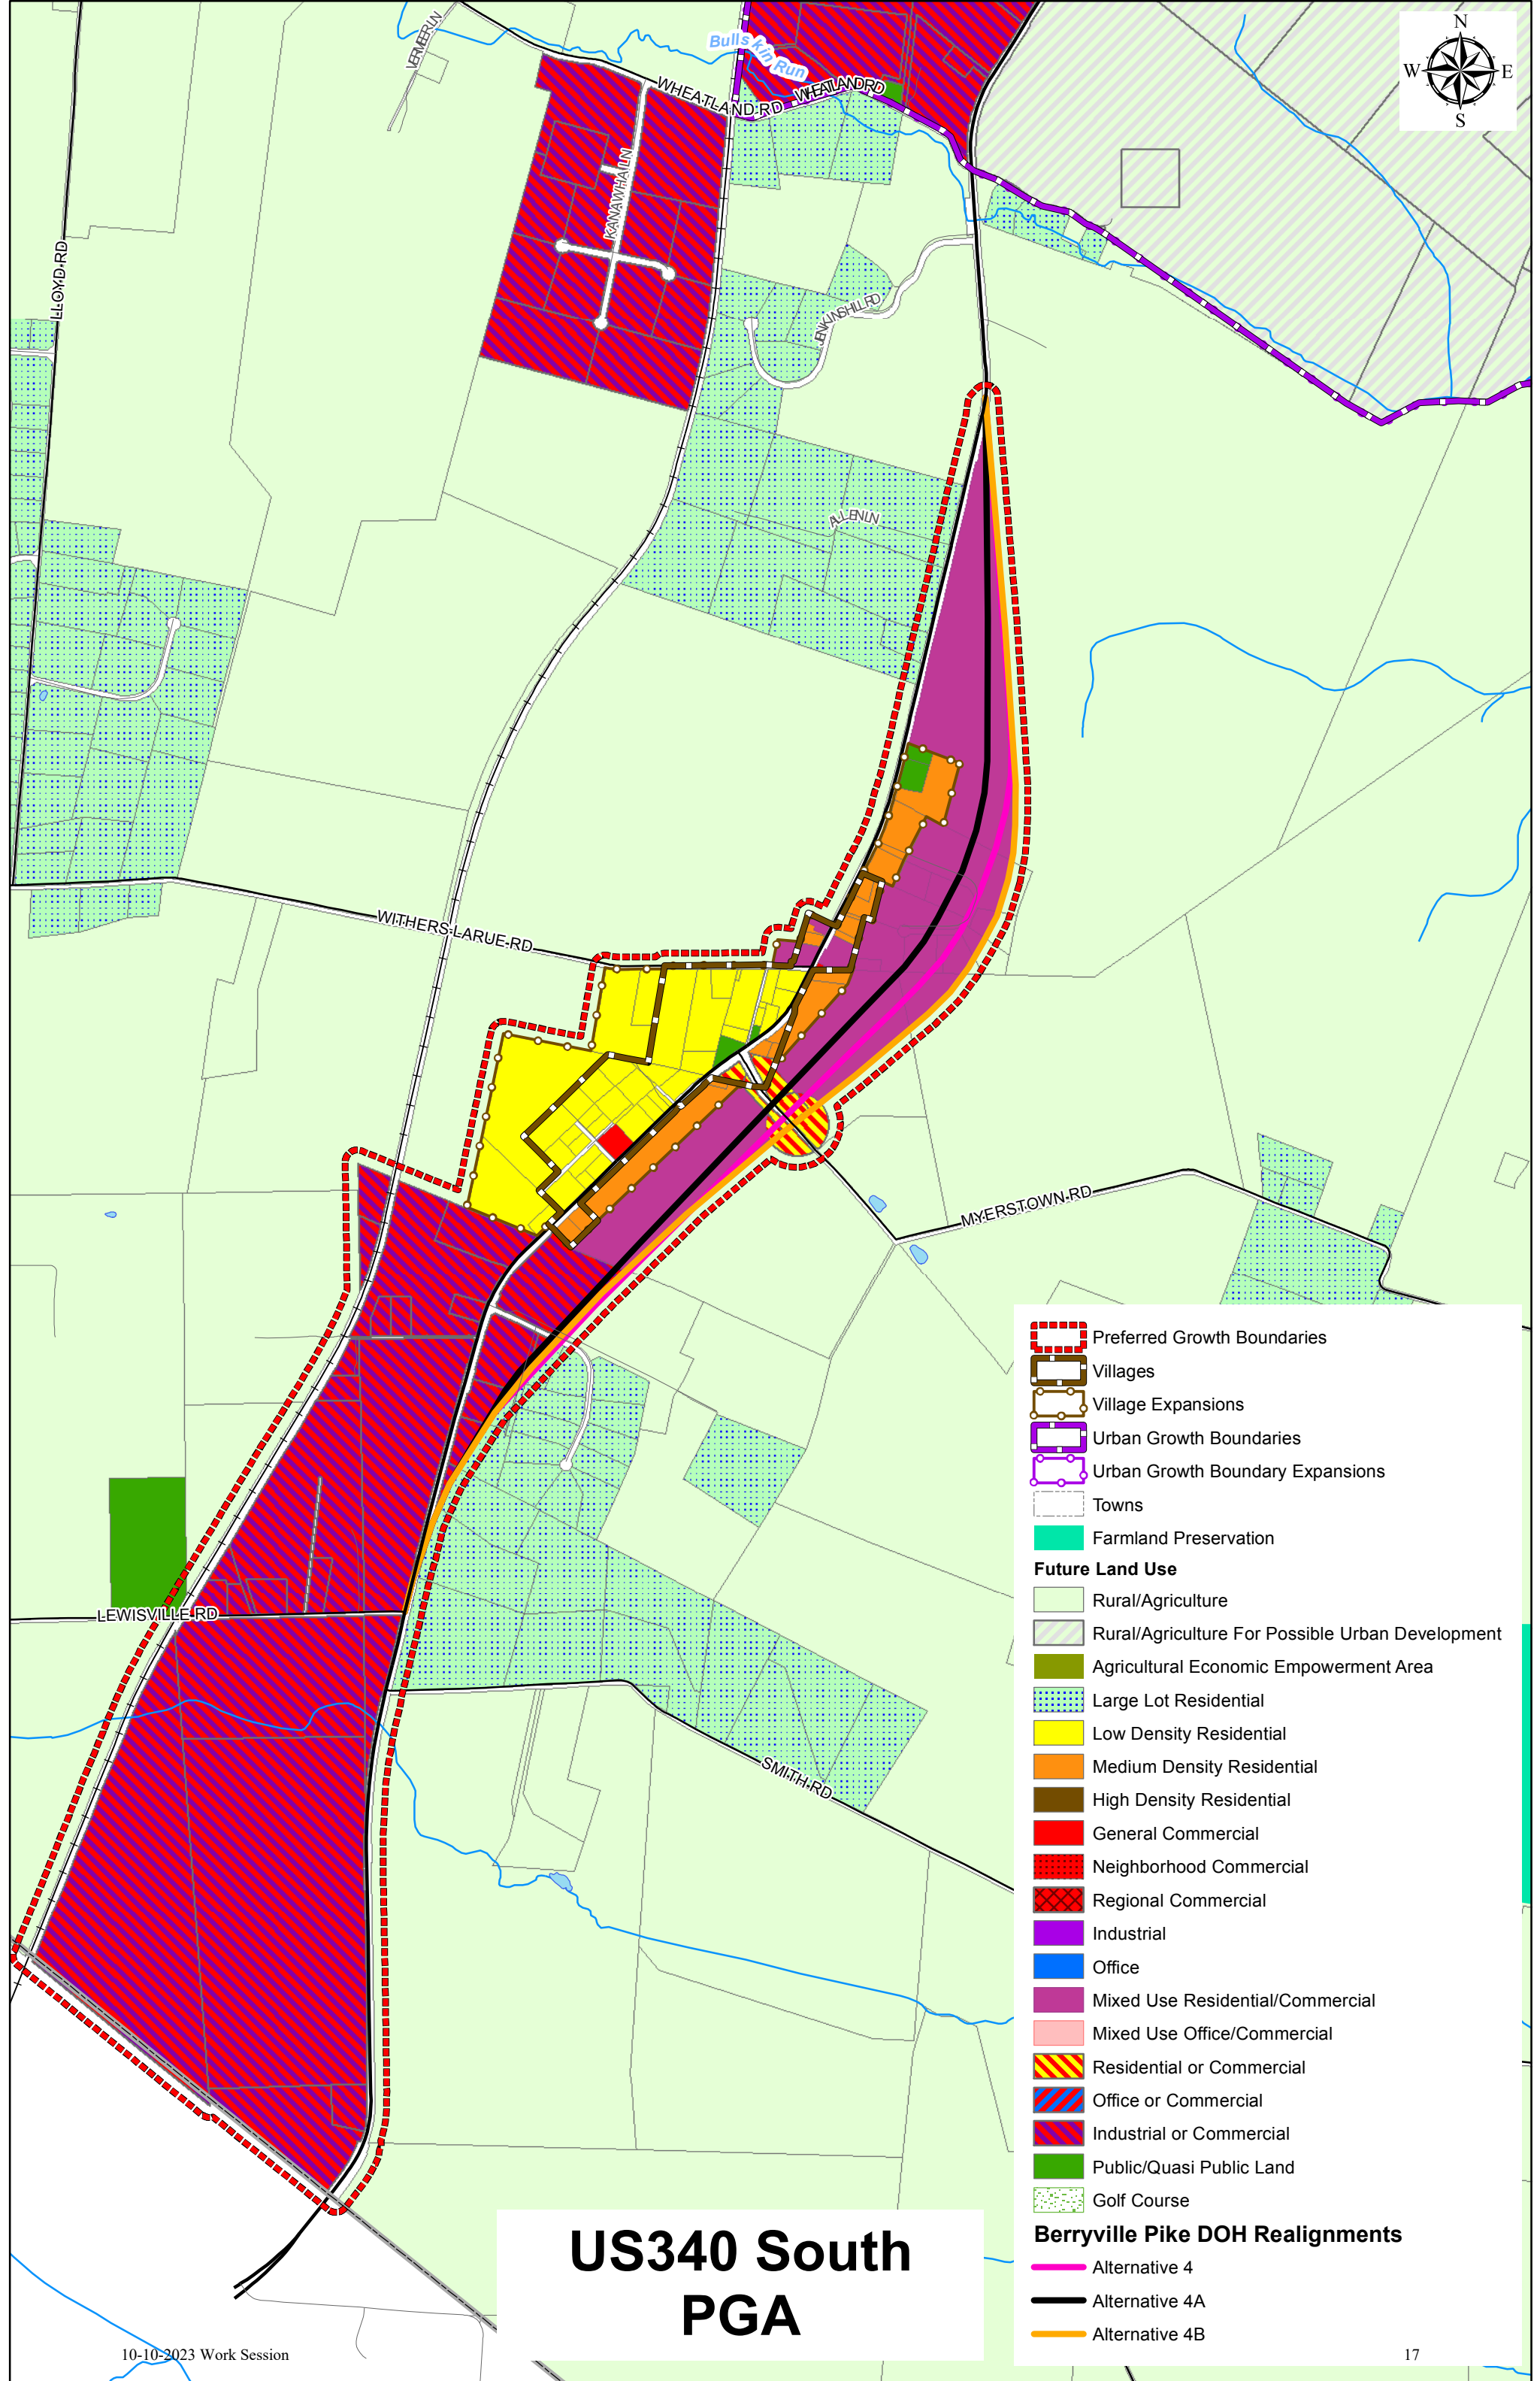 N
W E
S
VERMEER LN
Bullskin Run
WHEATLAND RD
WHEATLAND RD
KANAWHA LN
LLOYD RD
JENKINS HILL RD
ALLEN LN
WITHERS LARUE RD
MYERSTOWN RD
LEWISVILLE RD
SMITH RD
Preferred Growth Boundaries
Villages
Village Expansions
Urban Growth Boundaries
Urban Growth Boundary Expansions
Towns
Farmland Preservation
Future Land Use
Rural/Agriculture
Rural/Agriculture For Possible Urban Development
Agricultural Economic Empowerment Area
Large Lot Residential
Low Density Residential
Medium Density Residential
High Density Residential
General Commercial
Neighborhood Commercial
Regional Commercial
Industrial
Office
Mixed Use Residential/Commercial
Mixed Use Office/Commercial
Residential or Commercial
Office or Commercial
Industrial or Commercial
Public/Quasi Public Land
Golf Course
Berryville Pike DOH Realignments
Alternative 4
Alternative 4A
Alternative 4B
US340 South
PGA
10-10-2023 Work Session
17